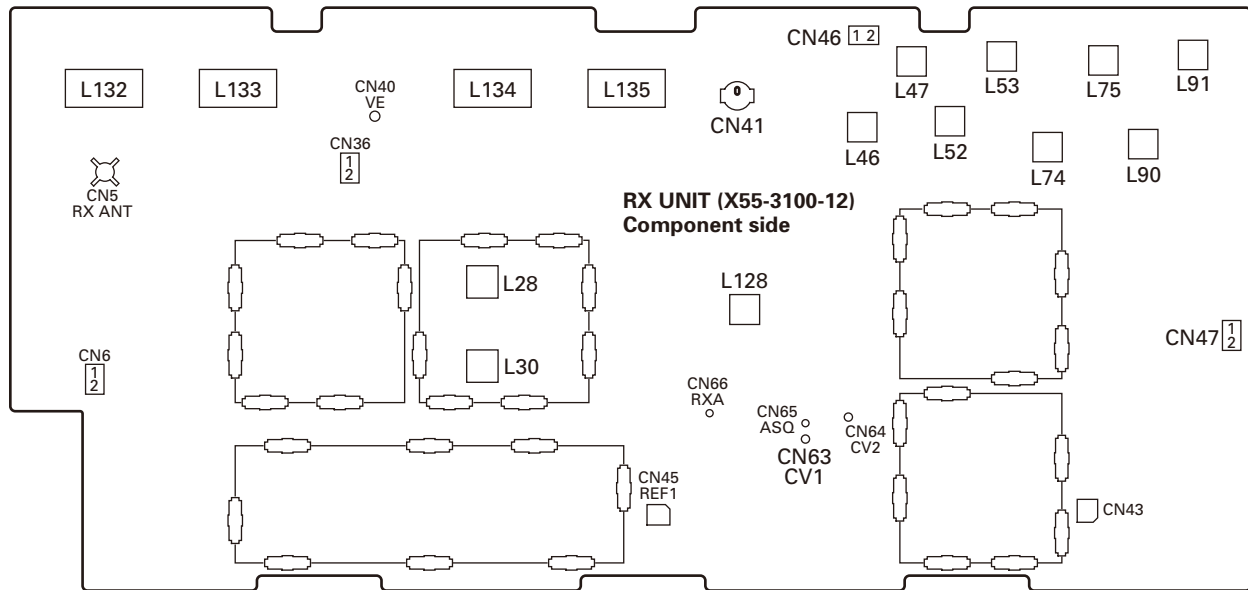 CN46
1 2
L132
L133
CN40
VE
L134
L135
CN41
L47
L53
L75
L91
CN36
1
2
L46
L52
L74
L90
CN5
RX ANT
RX UNIT (X55-3100-12)
Component side
L28
L128
L30
CN6
1
2
CN47
1
2
CN66
RXA
CN65
ASQ
CN63
CV1
CN64
CV2
CN45
REF1
CN43